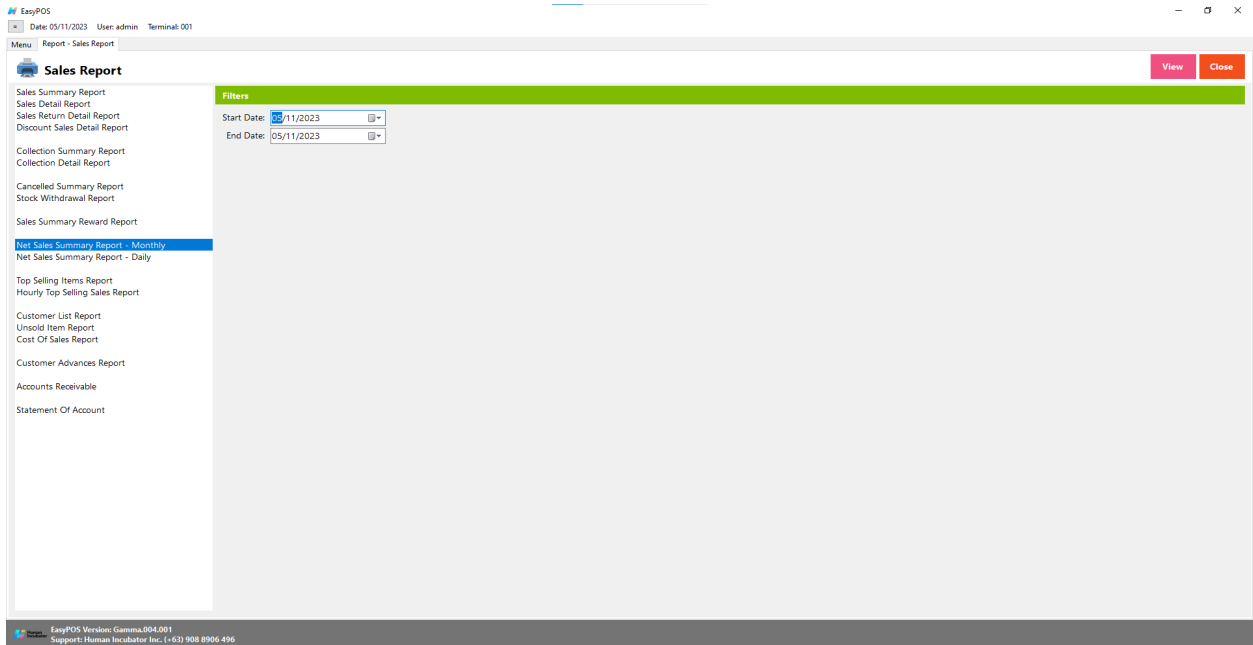 EasyPOS
Date: 05/11/2023 User: admin Terminal: 001
Menu Report - Sales Report
Sales Report
View Close
Sales Summary Report
Sales Detail Report
Sales Return Detail Report
Discount Sales Detail Report
Collection Summary Report
Collection Detail Report
Cancelled Summary Report
Stock Withdrawal Report
Sales Summary Reward Report
Net Sales Summary Report - Monthly
Net Sales Summary Report - Daily
Top Selling Items Report
Hourly Top Selling Sales Report
Customer List Report
Unsold Item Report
Cost Of Sales Report
Customer Advances Report
Accounts Receivable
Statement Of Account
Filters
Start Date: 05/11/2023
End Date: 05/11/2023
Human
Incubator
EasyPOS Version: Gamma.004.001
Support: Human Incubator Inc. (+63) 908 8906 496